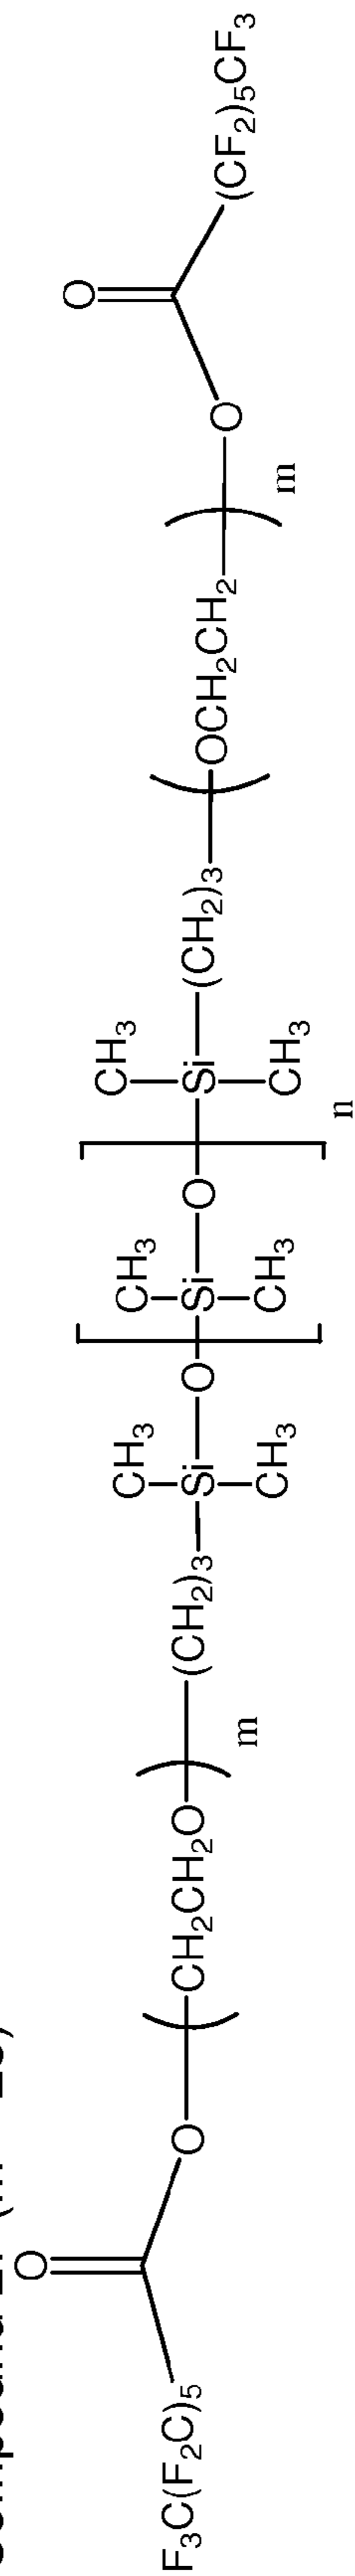 O O
CH3 CH3 CH3
F3C(F2C)5 O ( CH2CH2O )m (CH2)3 Si O [ Si O ]n Si (CH2)3 ( OCH2CH2 )m O (CF2)5CF3
CH3 CH3 CH3